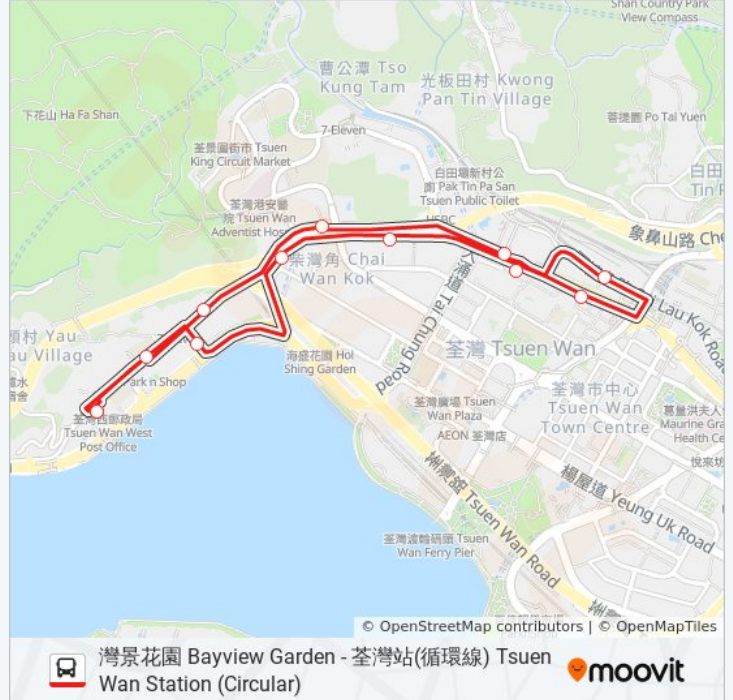 Shan Country Park
View Compass
曹公潭 Tso
Kung Tam
光板田村 Kwong
Pan Tin Village
下花山 Ha Fa Shan
菩提園 Po Tai Yuen
7-Eleven
荃景圍街市 Tsuen
King Circuit Market
白田壩新村公
廁 Pak Tin Pa San
Tsuen Public Toilet
白田
Tin P
荃灣港安醫
院 Tsuen Wan
Adventist Hos
HSBC
象鼻山路 Che
柴灣角 Chai
Wan Kok
大涌道 Tai Chung Road
Lau Kok Road
Yau
au Village
海盛花園 Hoi
Shing Garden
荃灣 Tsuen Wan
Park n Shop
荃灣市中心
Tsuen Wan
Town Centre
荃灣廣場 Tsuen
Wan Plaza
葛量洪夫人
Maurine Gra
Health Ce
荃灣西郵政局
Tsuen Wan West
Post Office
AEON 荃灣店
悅來坊
荃灣路 Tsuen Wan Road
楊屋道 Yeung Uk Road
荃灣渡輪碼頭 Tsuen
Wan Ferry Pier
© OpenStreetMap contributors | © OpenMapTiles
灣景花園 Bayview Garden - 荃灣站(循環線) Tsuen
Wan Station (Circular)
moovit